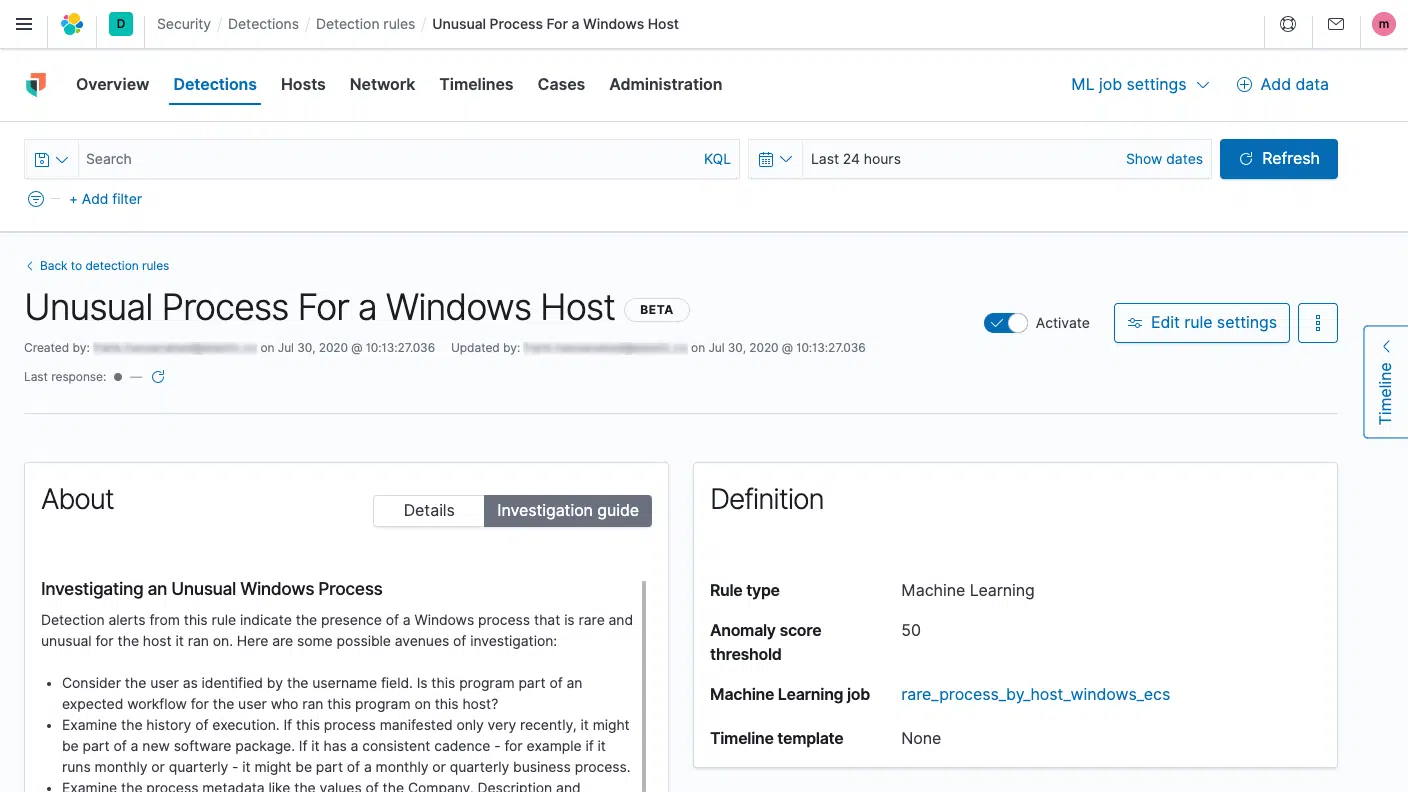 D Security / Detections / Detection rules / Unusual Process For a Windows Host m
Overview Detections Hosts Network Timelines Cases Administration ML job settings Add data
Search KQL Last 24 hours Show dates Refresh
+ Add filter
Back to detection rules
Unusual Process For a Windows Host BETA
Activate Edit rule settings
Created by: on Jul 30, 2020 @ 10:13:27.036 Updated by: on Jul 30, 2020 @ 10:13:27.036
Last response: —
Timeline
About
Details Investigation guide
Investigating an Unusual Windows Process
Detection alerts from this rule indicate the presence of a Windows process that is rare and
unusual for the host it ran on. Here are some possible avenues of investigation:
• Consider the user as identified by the username field. Is this program part of an
expected workflow for the user who ran this program on this host?
• Examine the history of execution. If this process manifested only very recently, it might
be part of a new software package. If it has a consistent cadence - for example if it
runs monthly or quarterly - it might be part of a monthly or quarterly business process.
• Examine the process metadata like the values of the Company, Description and
Definition
Rule type Machine Learning
Anomaly score
threshold 50
Machine Learning job rare_process_by_host_windows_ecs
Timeline template None